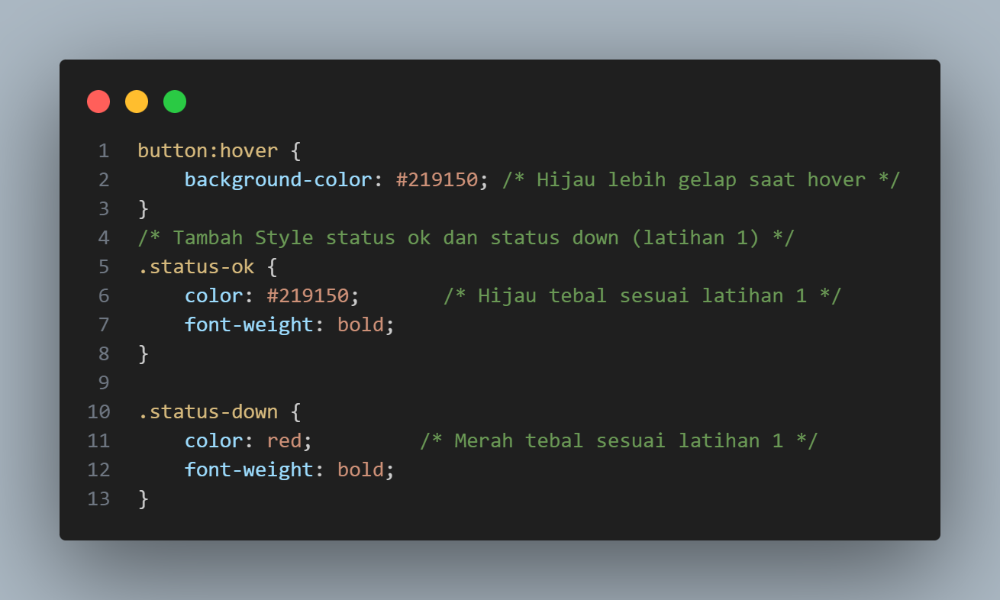 1 button:hover {
2     background-color: #219150; /* Hijau lebih gelap saat hover */
3 }
4 /* Tambah Style status ok dan status down (latihan 1) */
5 .status-ok {
6     color: #219150;       /* Hijau tebal sesuai latihan 1 */
7     font-weight: bold;
8 }
9
10 .status-down {
11     color: red;         /* Merah tebal sesuai latihan 1 */
12     font-weight: bold;
13 }